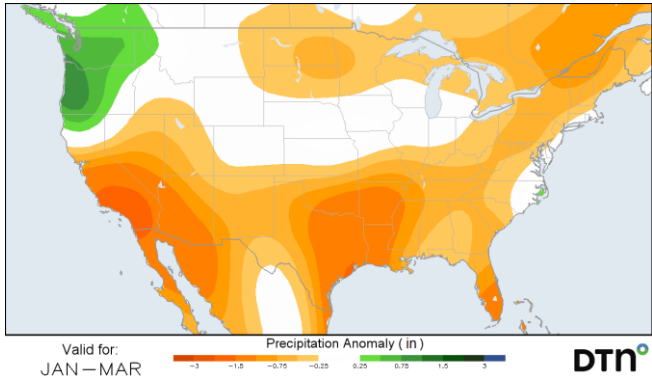 Valid for:
JAN-MAR
Precipitation Anomaly ( in )
-3 -1.5 -0.75 -0.25 0.25 0.75 1.5 3
DTN